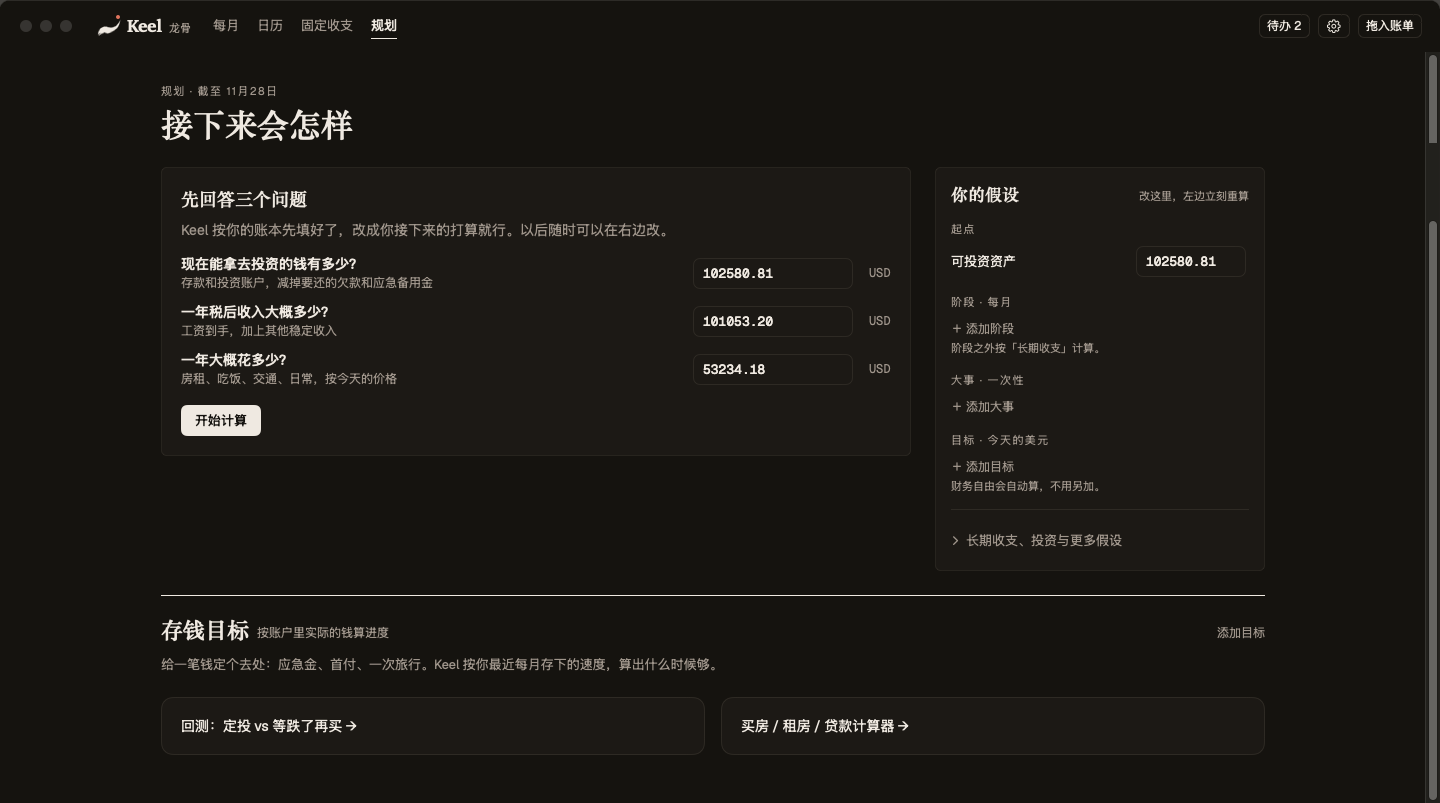 Keel 龙骨 每月 日历 固定收支 规划 待办 2 拖入账单
规划 · 截至 11月28日
接下来会怎样
先回答三个问题
Keel 按你的账本先填好了，改成你接下来的打算就行。以后随时可以在右边改。
现在能拿去投资的钱有多少?
存款和投资账户，减掉要还的欠款和应急备用金
102580.81 USD
一年税后收入大概多少?
工资到手，加上其他稳定收入
101053.20 USD
一年大概花多少?
房租、吃饭、交通、日常，按今天的价格
53234.18 USD
开始计算
你的假设 改这里，左边立刻重算
起点
可投资资产 102580.81
阶段 · 每月
+ 添加阶段
阶段之外按「长期收支」计算。
大事 · 一次性
+ 添加大事
目标 · 今天的美元
+ 添加目标
财务自由会自动算，不用另加。
> 长期收支、投资与更多假设
存钱目标 按账户里实际的钱算进度 添加目标
给一笔钱定个去处：应急金、首付、一次旅行。Keel 按你最近每月存下的速度，算出什么时候够。
回测：定投 vs 等跌了再买 →
买房 / 租房 / 贷款计算器 →